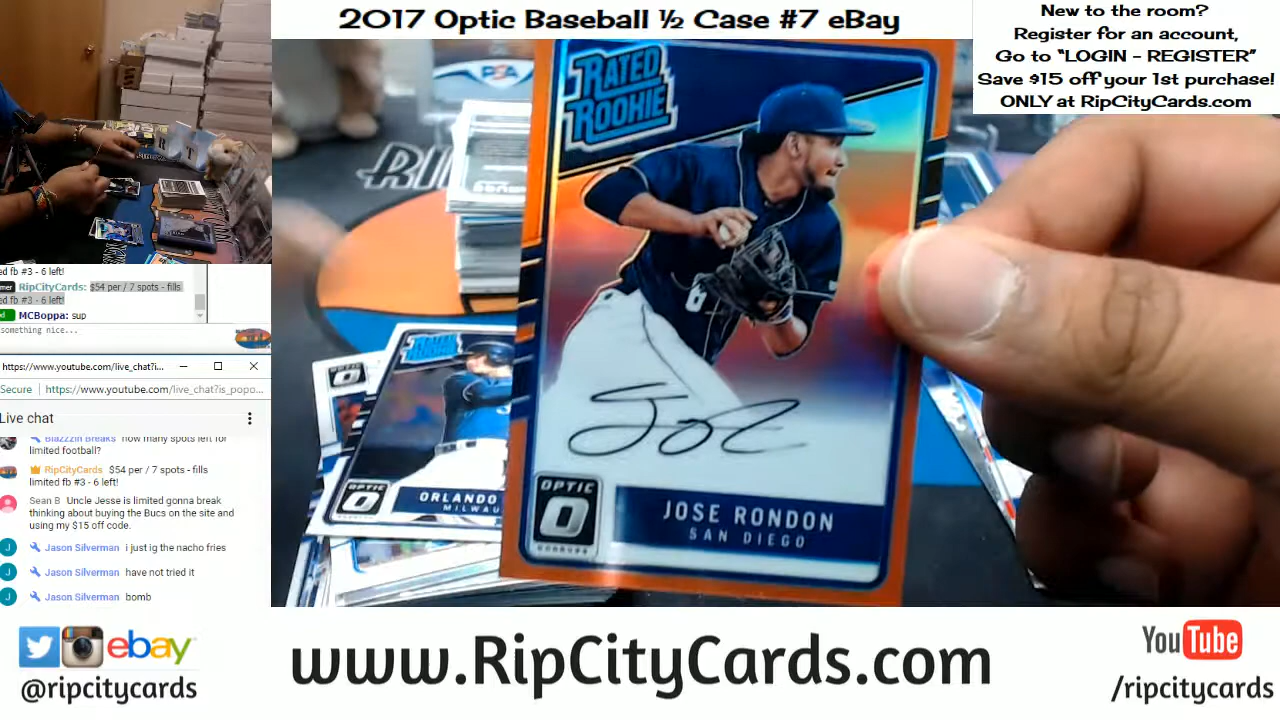 2017 Optic Baseball ½ Case #7 eBay
New to the room?
Register for an account,
Go to “LOGIN – REGISTER”
Save $15 off your 1st purchase!
ONLY at RipCityCards.com
PSA
RATED
ROOKIE
OPTIC
JOSE RONDON
SAN DIEGO
RATED
ROOKIE
OPTIC
ORLANDO
MILWAU
ed fb #3 - 6 left!
RipCityCards: $54 per / 7 spots - fills
ed fb #3 - 6 left!
MCBoppa: sup
something nice...
https://www.youtube.com/live_chat?i...
Secure https://www.youtube.com/live_chat?is_popo...
Live chat
Blazzzin Breaks how many spots left for
limited football?
RipCityCards $54 per / 7 spots - fills
limited fb #3 - 6 left!
Sean B Uncle Jesse is limited gonna break
thinking about buying the Bucs on the site and
using my $15 off code.
J Jason Silverman i just ig the nacho fries
J Jason Silverman have not tried it
J Jason Silverman bomb
ebay
@ripcitycards
www.RipCityCards.com
YouTube
/ripcitycards